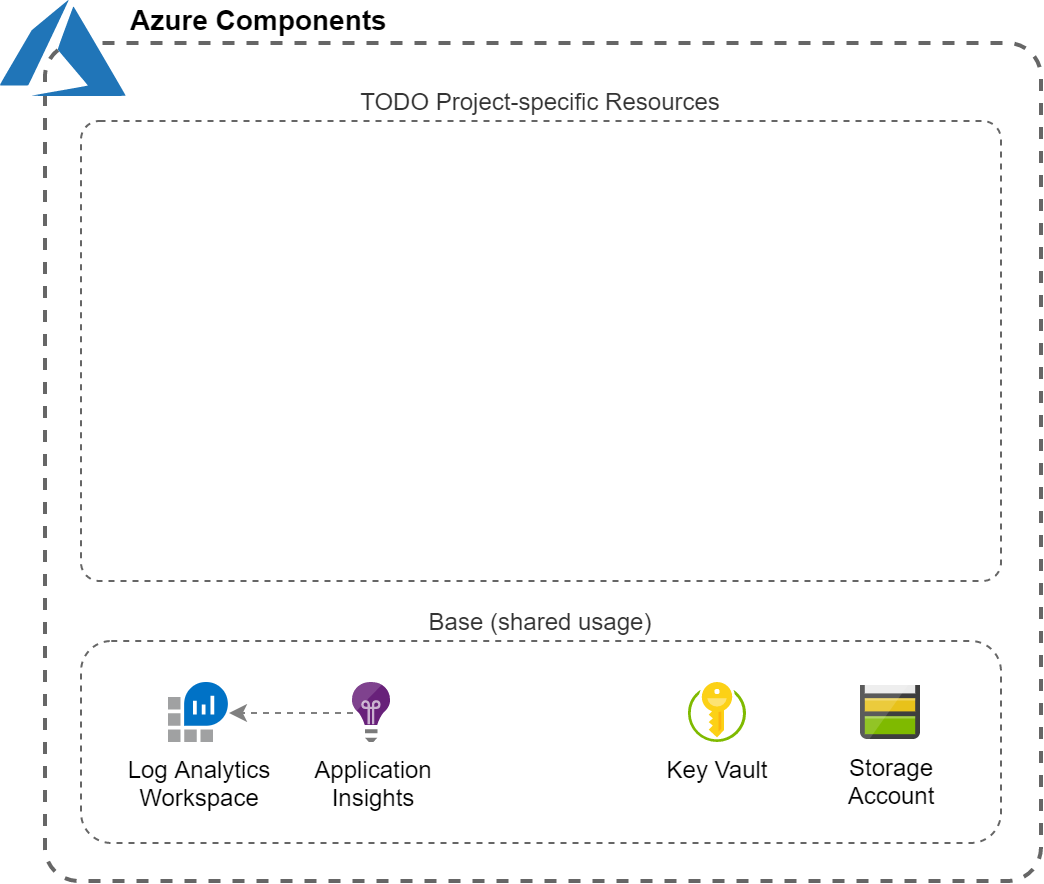 Azure Components
TODO Project-specific Resources
Base (shared usage)
Log Analytics
Workspace
Application
Insights
Key Vault
Storage
Account